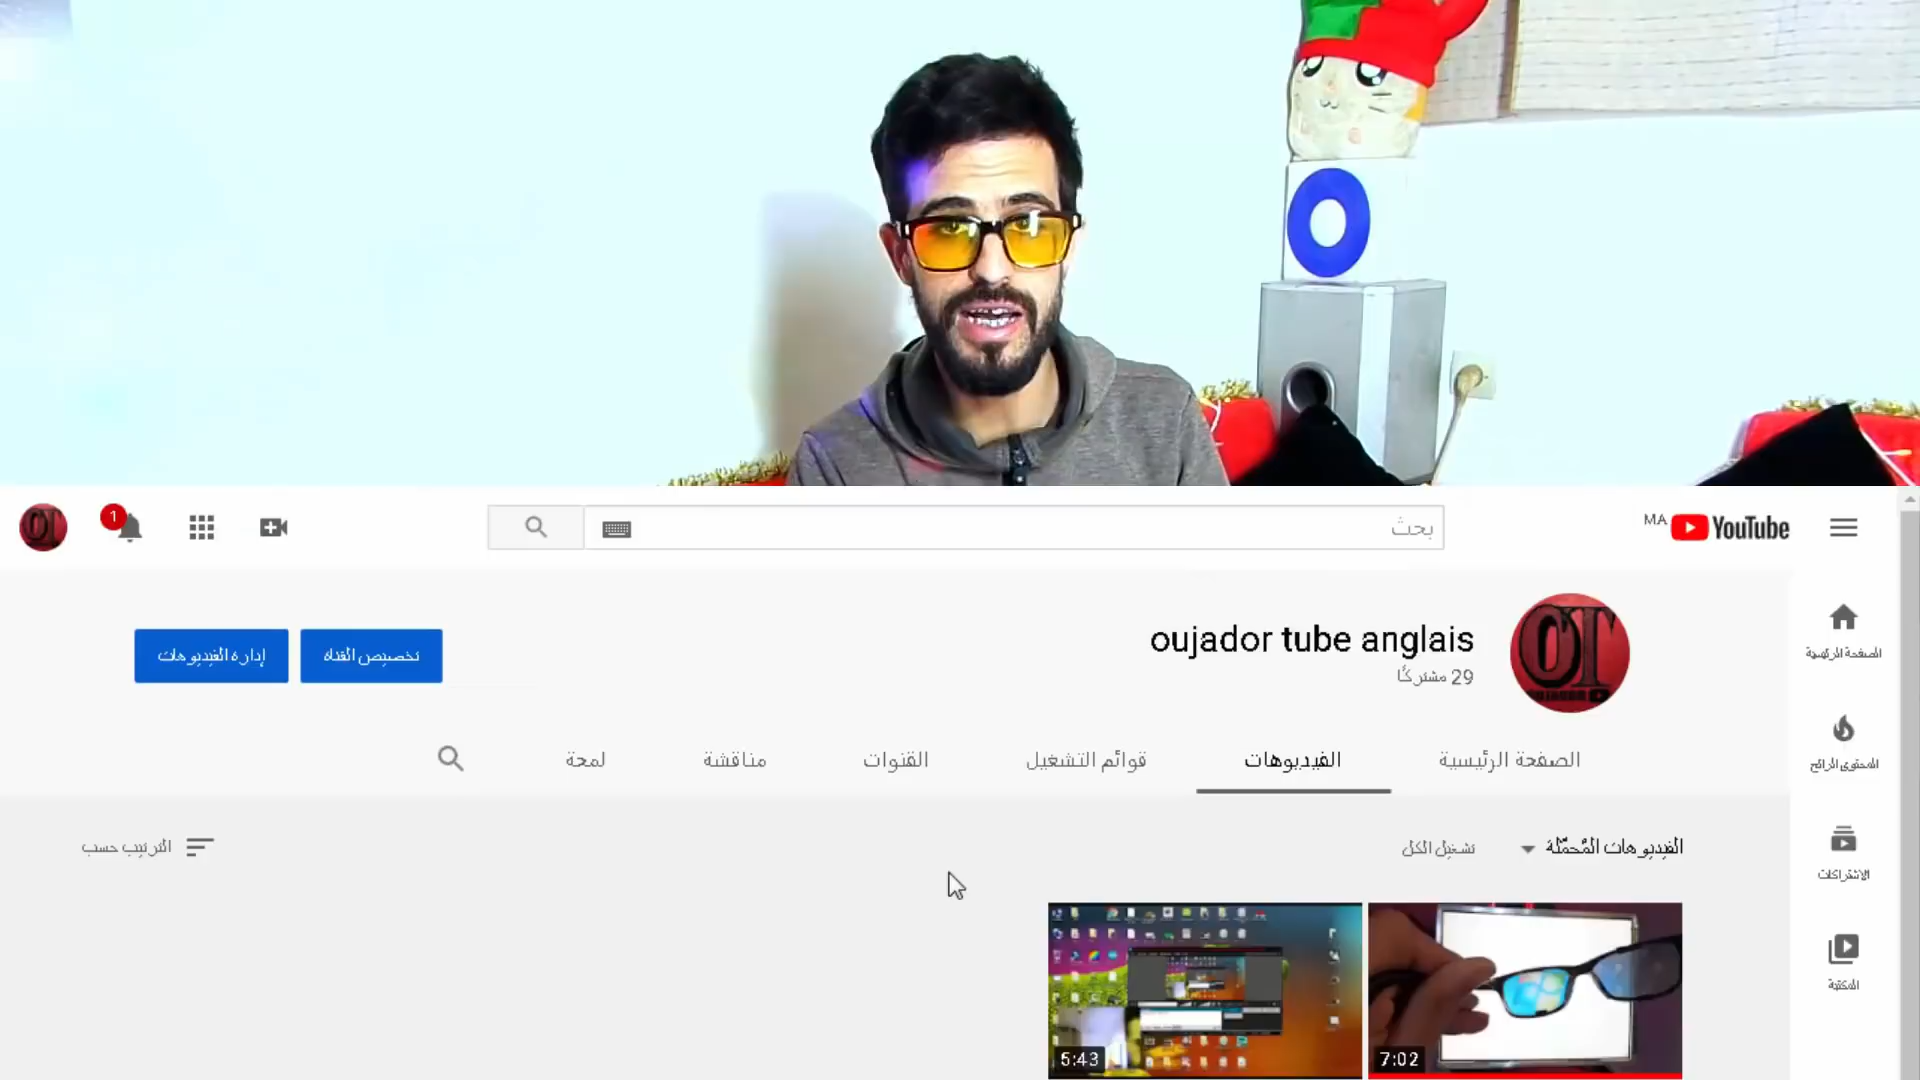 YouTube MA
بحث
1
الصفحة الرئيسية
المحتوى الرائج
الاشتراكات
المكتبة
OT
oujador tube anglais
29 مشتركًا
تخصيص القناة
إدارة الفيديوهات
الصفحة الرئيسية
الفيديوهات
قوائم التشغيل
القنوات
مناقشة
لمحة
الفيديوهات المُحمّلة
تشغيل الكل
الترتيب حسب
7:02
5:43